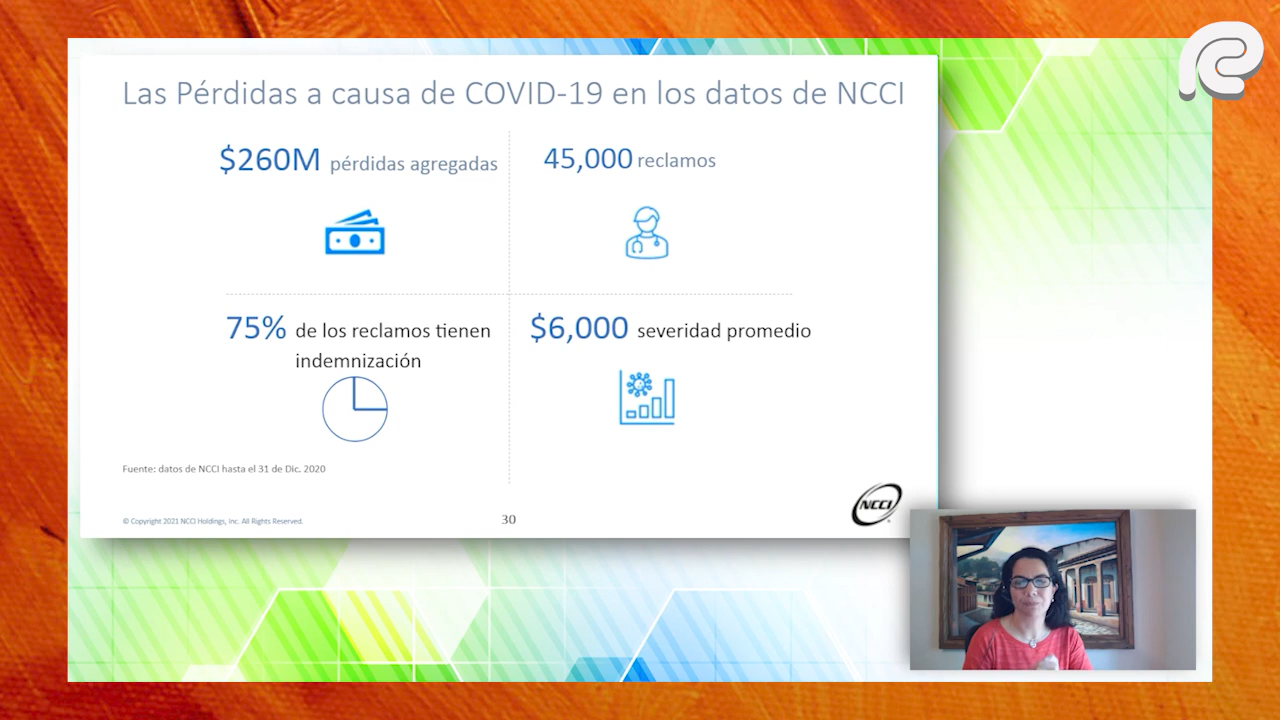 Las Pérdidas a causa de COVID-19 en los datos de NCCI
$260M pérdidas agregadas
45,000 reclamos
75% de los reclamos tienen
indemnización
$6,000 severidad promedio
Fuente: datos de NCCI hasta el 31 de Dic. 2020
© Copyright 2021 NCCI Holdings, Inc. All Rights Reserved.
30
NCCI